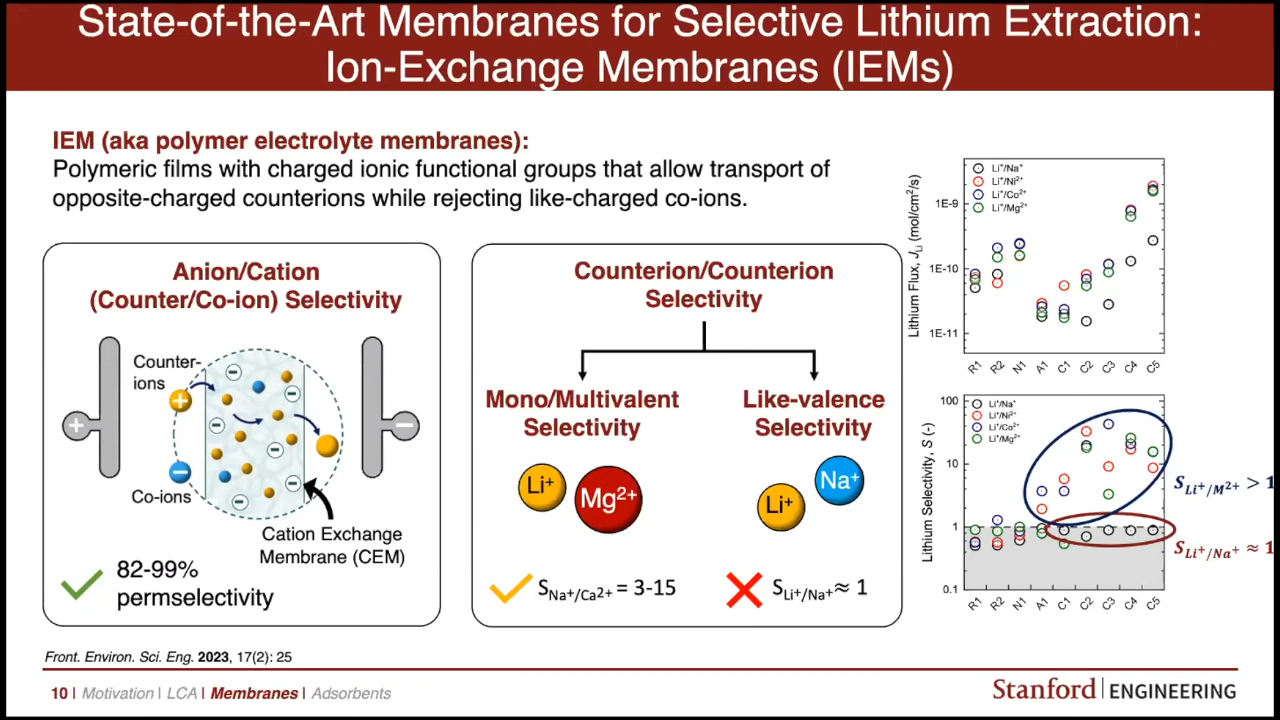 State-of-the-Art Membranes for Selective Lithium Extraction:
Ion-Exchange Membranes (IEMs)
IEM (aka polymer electrolyte membranes):
Polymeric films with charged ionic functional groups that allow transport of
opposite-charged counterions while rejecting like-charged co-ions.
Anion/Cation
(Counter/Co-ion) Selectivity
Counter-
ions
+
+
−
−
−
−
−
−
−
−
Co-ions
Cation Exchange
Membrane (CEM)
82-99%
permselectivity
Counterion/Counterion
Selectivity
Mono/Multivalent
Selectivity
Like-valence
Selectivity
Li⁺
Mg²⁺
Li⁺
Na⁺
S_Na⁺/Ca²⁺ = 3-15
S_Li⁺/Na⁺ ≈ 1
Lithium Flux, J_Li (mol/cm²/s)
Li⁺/Na⁺
Li⁺/Ni²⁺
Li⁺/Co²⁺
Li⁺/Mg²⁺
1E-9
1E-10
1E-11
R1 R2 N1 A1 C1 C2 C3 C4 C5
Lithium Selectivity, S (-)
Li⁺/Na⁺
Li⁺/Ni²⁺
Li⁺/Co²⁺
Li⁺/Mg²⁺
100
10
1
0.1
R1 R2 N1 A1 C1 C2 C3 C4 C5
S_Li⁺/M²⁺ > 1
S_Li⁺/Na⁺ ≈ 1
Front. Environ. Sci. Eng. 2023, 17(2): 25
10 | Motivation | LCA | Membranes | Adsorbents
Stanford | ENGINEERING